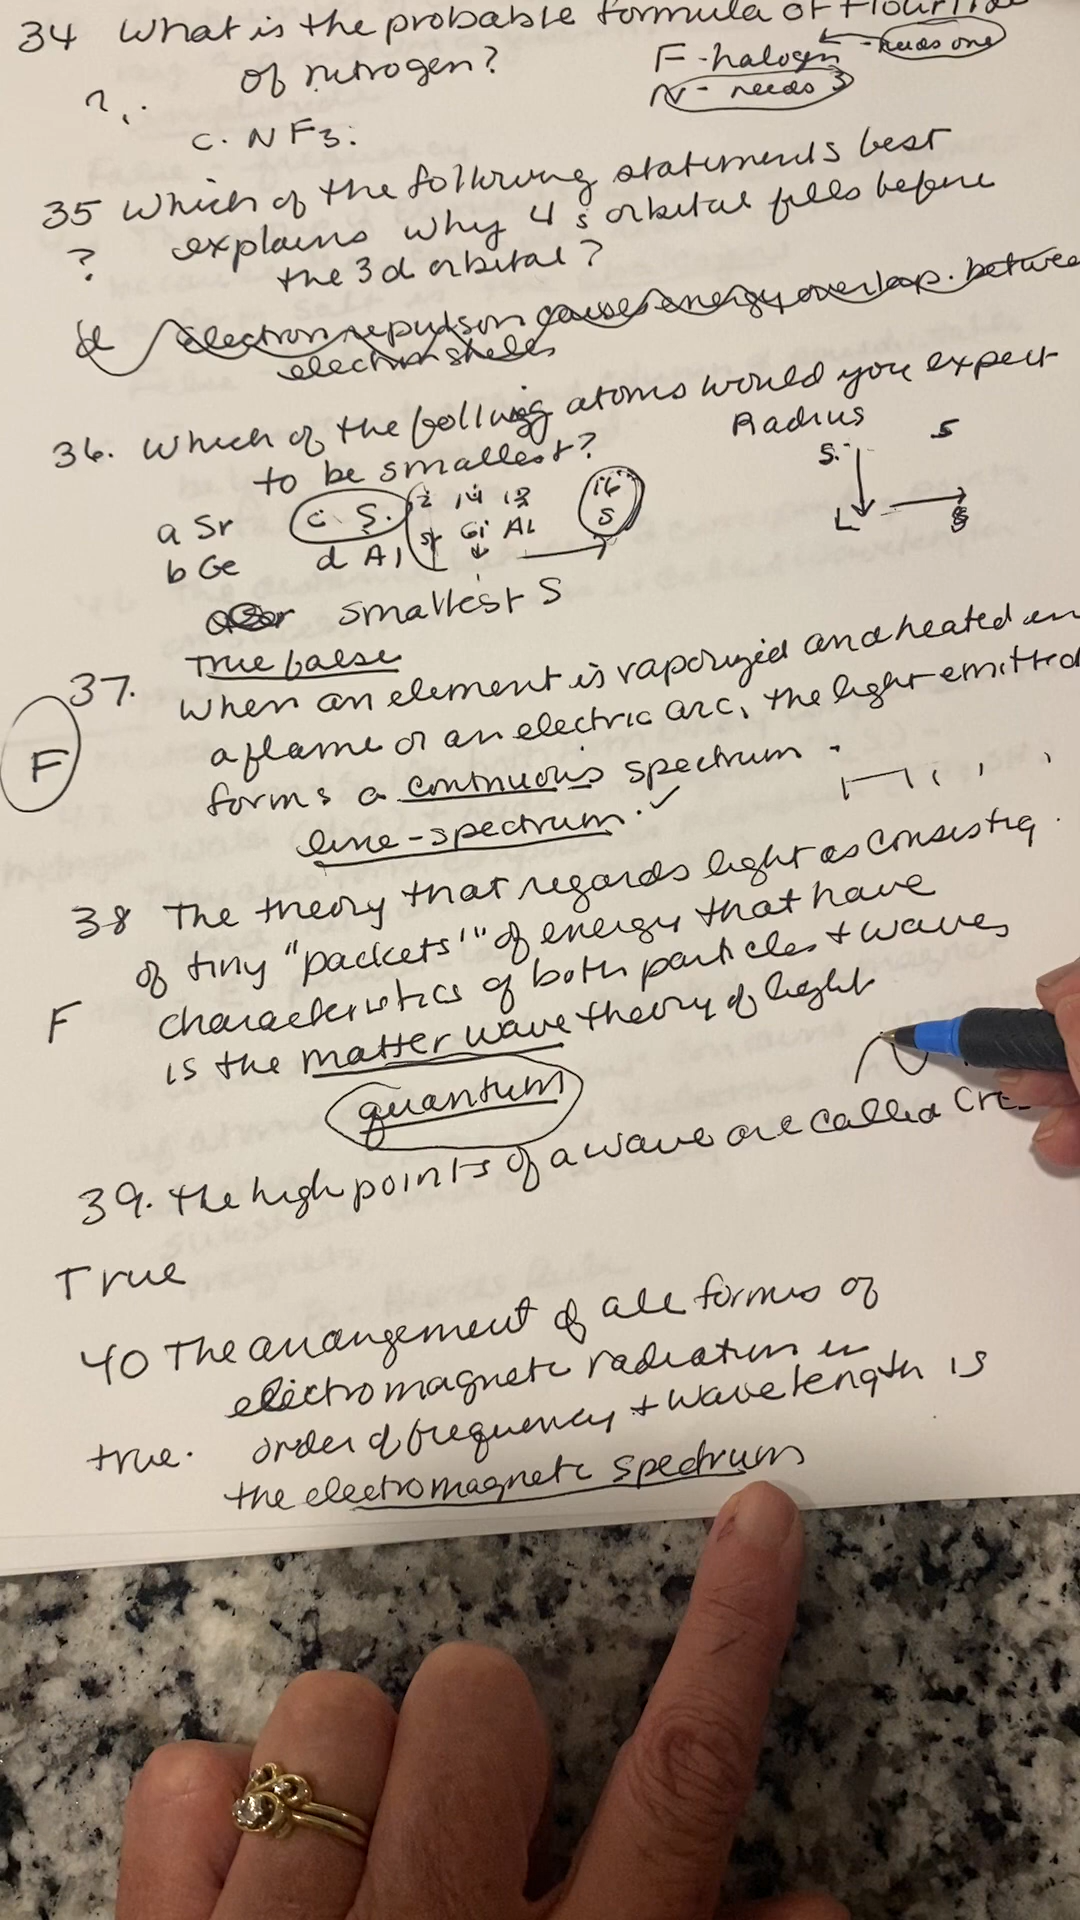 34 What is the probable formula of
of nitrogen?
F - halogen - needs one
N - needs 3
?
C. NF3:
35 Which of the following statements best
? explains why 4s orbital fills before
the 3d orbital?
d electron repulsion causes energy overlap. betwee
electron shells
36. Which of the following atoms would you expect
to be smallest?
Radius
S
S.
L
a Sr
c. S.
b Ge
d Al
2 14 13
16
Sr Al
S
smallest S
True false
37. When an element is vaporized and heated in
F a flame or an electric arc, the light emitted
forms a continuous spectrum.
line-spectrum. ✓
38 The theory that regards light as consisting
of tiny "packets" of energy that have
F characteristics of both particles + waves
is the matter wave theory of light
quantum
39. the high points of a wave are called Cre
True
40 The arrangement of all forms of
electromagnetic radiation in
true. order of frequency + wavelength is
the electromagnetic spectrum